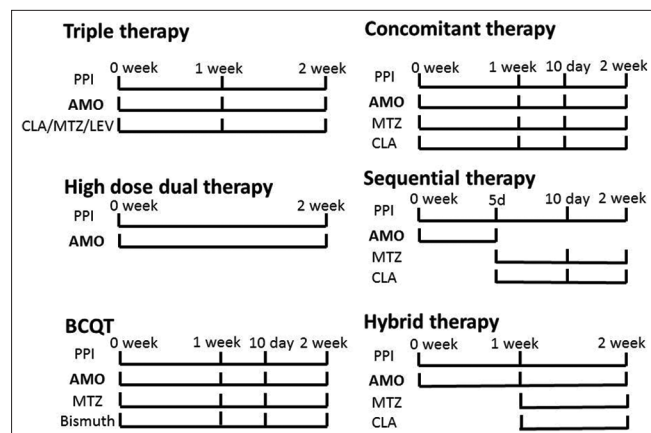 Triple therapy
0 week 1 week 2 week
PPI
AMO
CLA/MTZ/LEV
Concomitant therapy
0 week 1 week 10 day 2 week
PPI
AMO
MTZ
CLA
High dose dual therapy
0 week 2 week
PPI
AMO
Sequential therapy
0 week 5d 10 day 2 week
PPI
AMO
MTZ
CLA
BCQT
0 week 1 week 10 day 2 week
PPI
AMO
MTZ
Bismuth
Hybrid therapy
0 week 1 week 2 week
PPI
AMO
MTZ
CLA